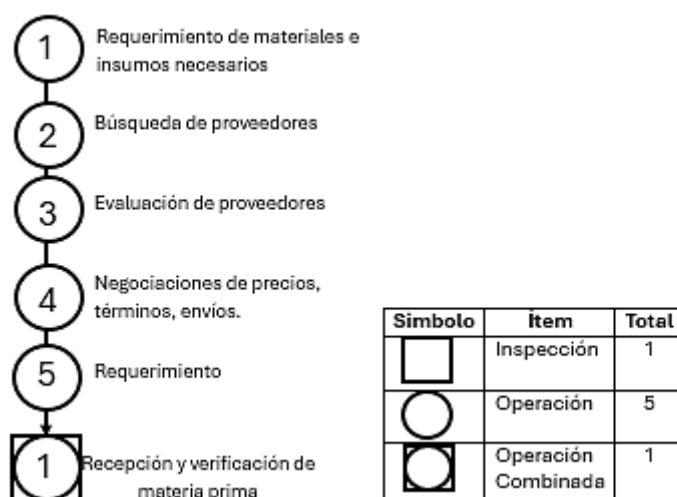 1
Requerimiento de materiales e
insumos necesarios
2
Búsqueda de proveedores
3
Evaluación de proveedores
4
Negociaciones de precios,
términos, envíos.
5
Requerimiento
1
Recepción y verificación de
materia prima
Simbolo Ítem Total
Inspección 1
Operación 5
Operación 1
Combinada